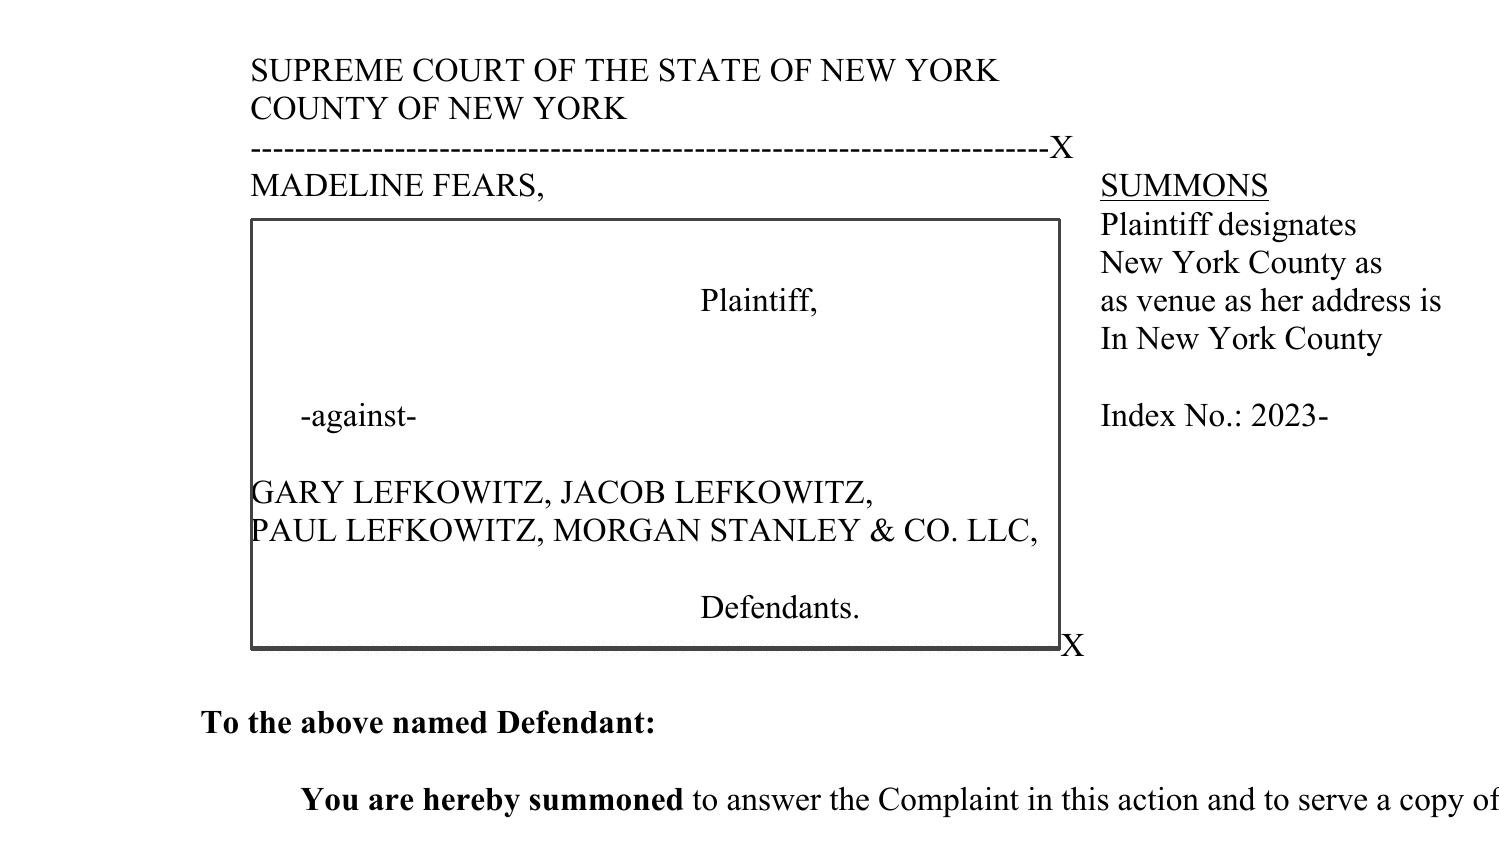 SUPREME COURT OF THE STATE OF NEW YORK
COUNTY OF NEW YORK
------------------------------------------------------------------------X
MADELINE FEARS,
SUMMONS
Plaintiff designates
New York County as
as venue as her address is
In New York County
Plaintiff,
-against-
Index No.: 2023-
GARY LEFKOWITZ, JACOB LEFKOWITZ,
PAUL LEFKOWITZ, MORGAN STANLEY & CO. LLC,
Defendants.
X
To the above named Defendant:
You are hereby summoned to answer the Complaint in this action and to serve a copy of